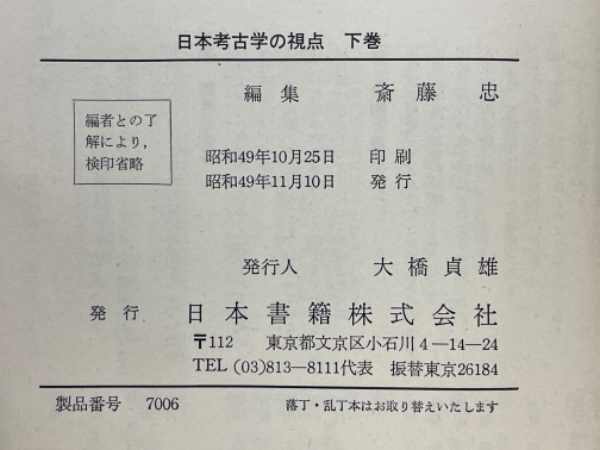 日本考古学の視点　下巻
編集　斎藤忠
編者との了
解により，
検印省略
昭和49年10月25日　印刷
昭和49年11月10日　発行
発行人　大橋貞雄
発行　日本書籍株式会社
〒112　東京都文京区小石川4―14―24
TEL (03)813―8111代表　振替東京26184
製品番号　7006　落丁・乱丁本はお取り替えいたします